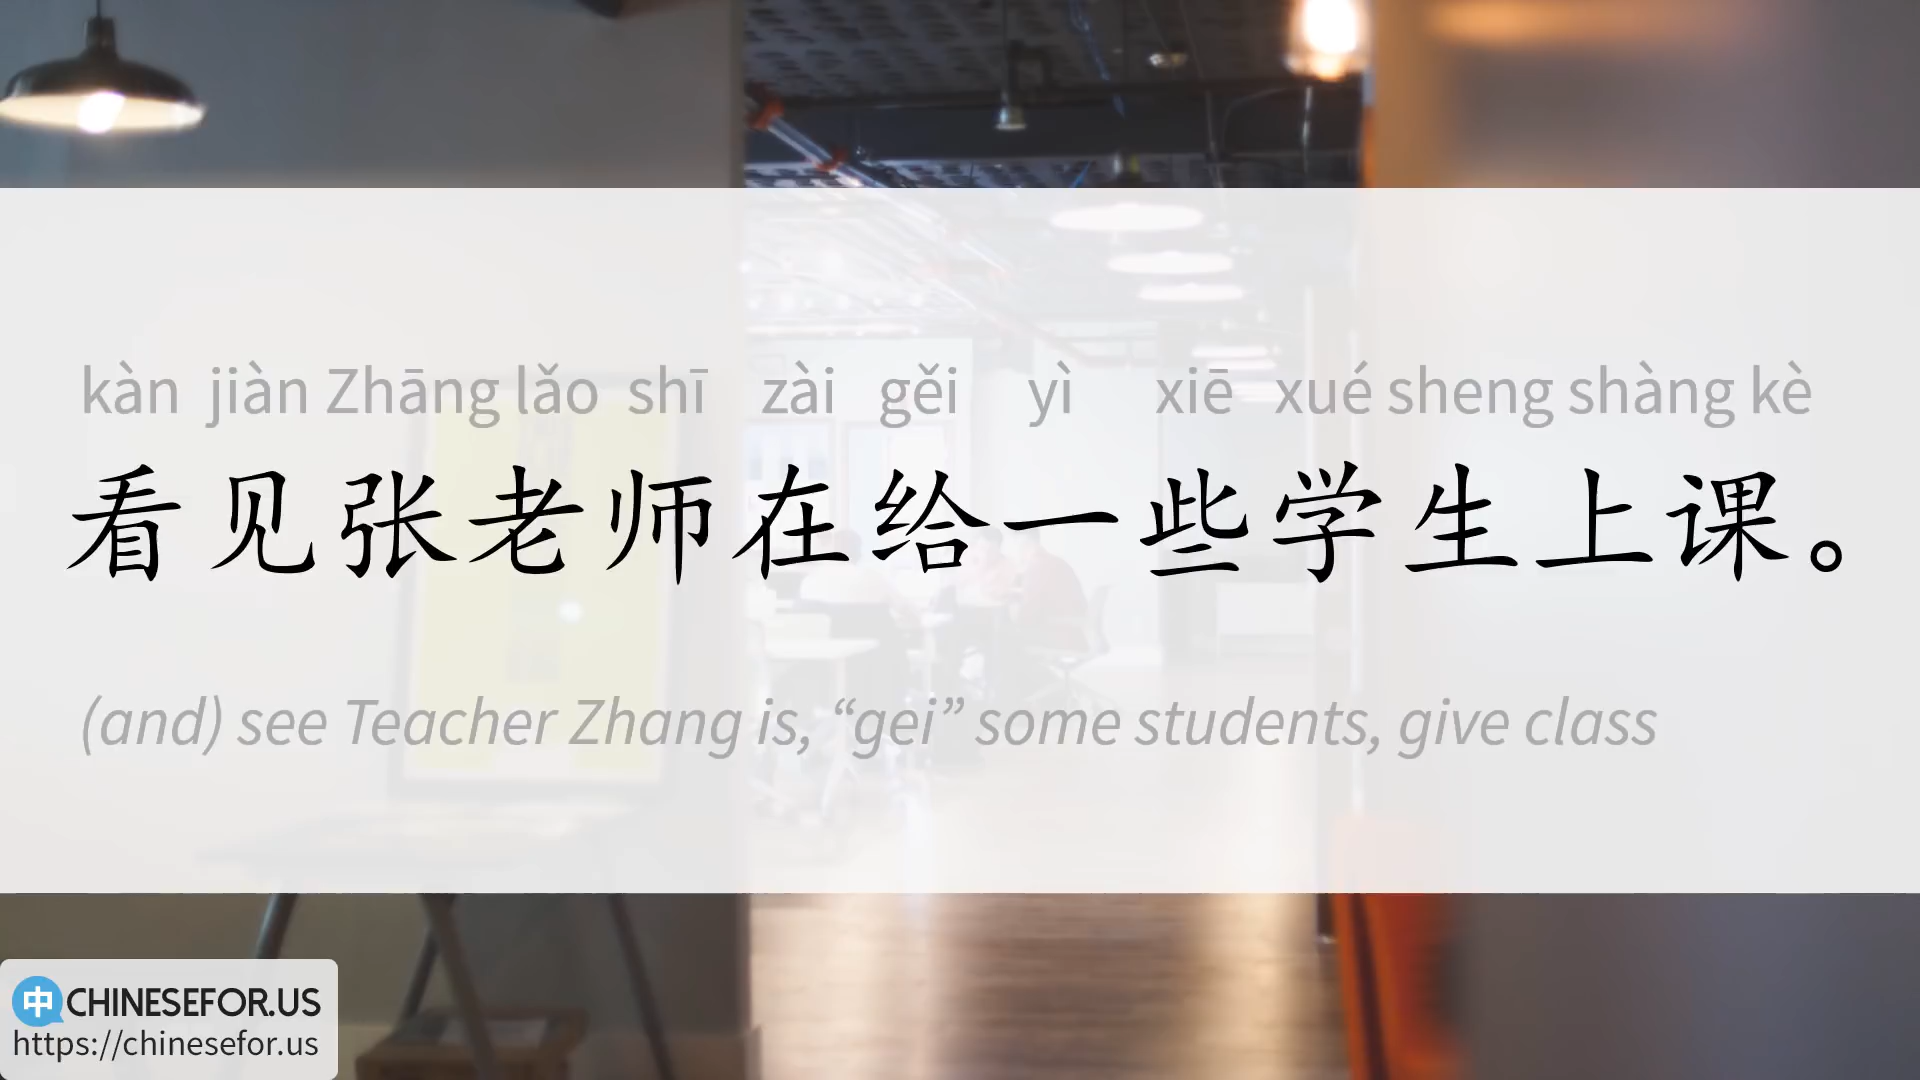 kàn jiàn Zhāng lǎo shī zài gěi yì xiē xué sheng shàng kè
看见张老师在给一些学生上课。
(and) see Teacher Zhang is, “gei” some students, give class
中 CHINESEFOR.US
https://chinesefor.us